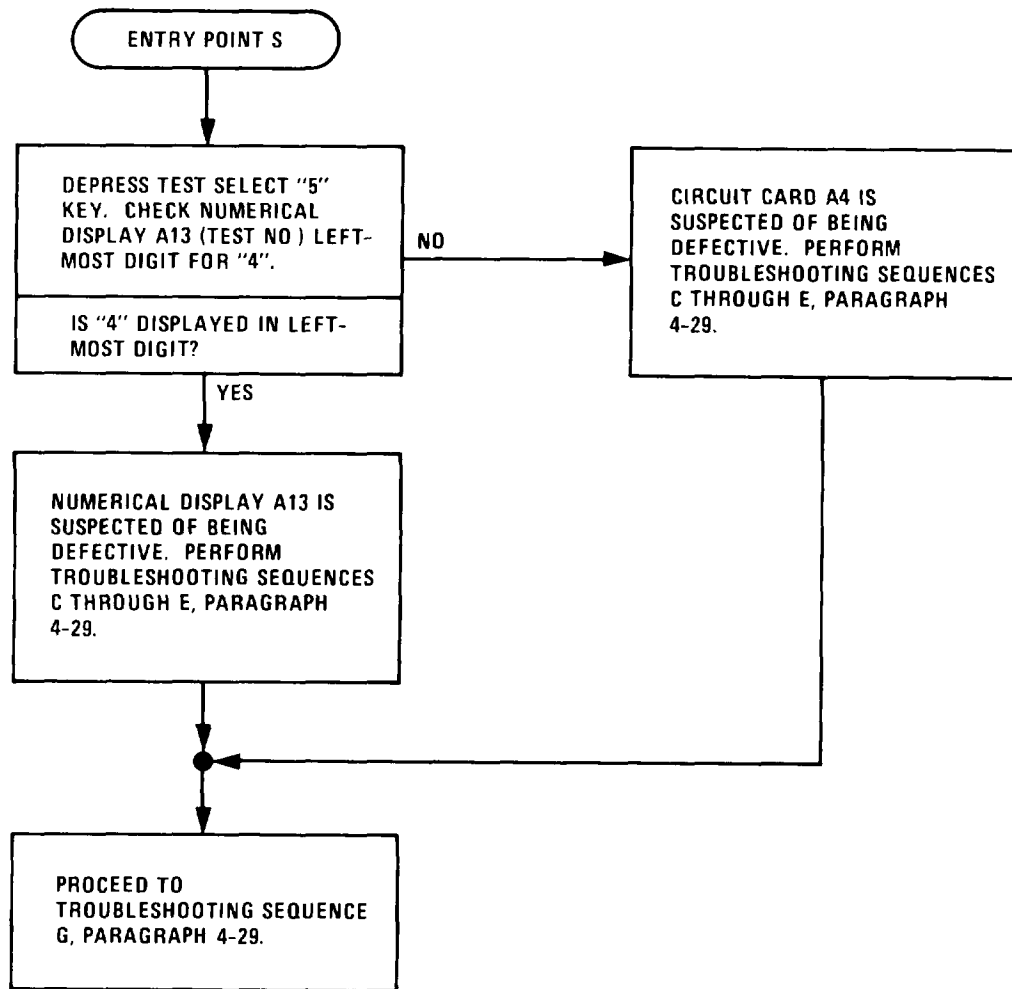 ENTRY POINT S
DEPRESS TEST SELECT "5"
KEY. CHECK NUMERICAL
DISPLAY A13 (TEST NO) LEFT-
MOST DIGIT FOR "4".
IS "4" DISPLAYED IN LEFT-
MOST DIGIT?
NO
CIRCUIT CARD A4 IS
SUSPECTED OF BEING
DEFECTIVE. PERFORM
TROUBLESHOOTING SEQUENCES
C THROUGH E, PARAGRAPH
4-29.
YES
NUMERICAL DISPLAY A13 IS
SUSPECTED OF BEING
DEFECTIVE. PERFORM
TROUBLESHOOTING SEQUENCES
C THROUGH E, PARAGRAPH
4-29.
PROCEED TO
TROUBLESHOOTING SEQUENCE
G, PARAGRAPH 4-29.